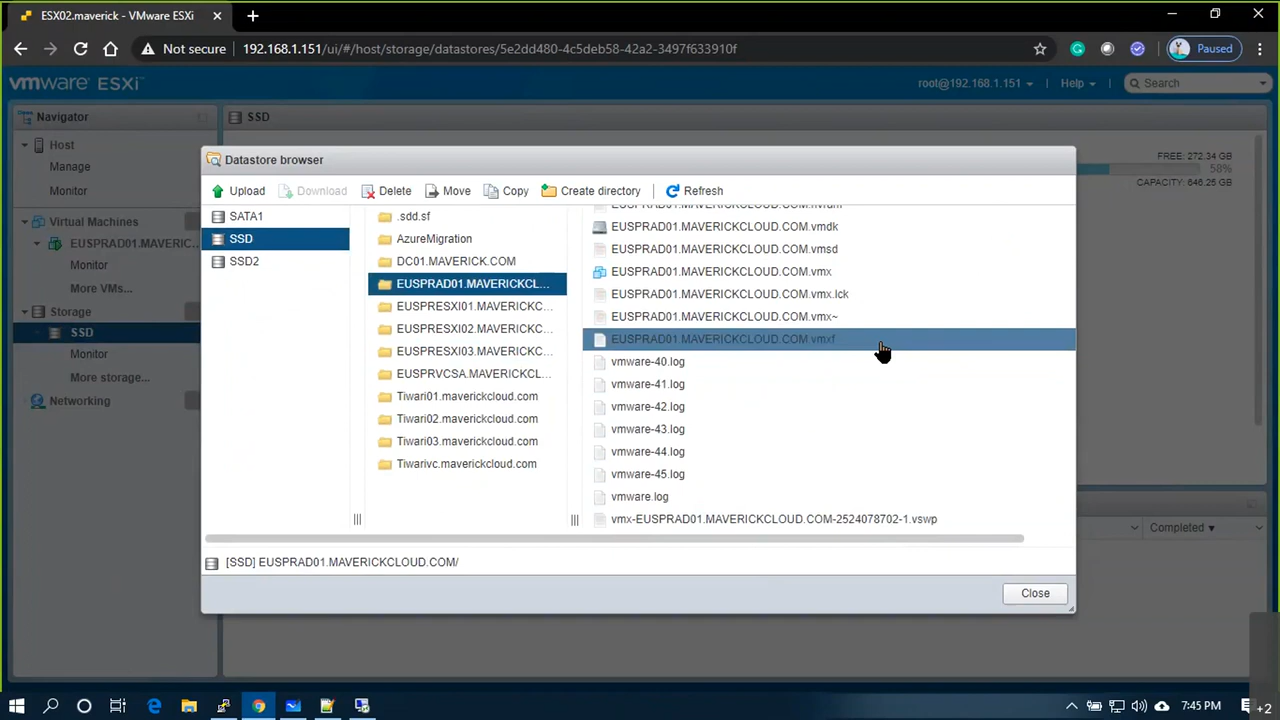 ESX02.maverick - VMware ESXi
Not secure
192.168.1.151/ui/#/host/storage/datastores/5e2dd480-4c5deb58-42a2-3497f633910f
Paused
vmware ESXi
root@192.168.1.151
Help
Search
Navigator
Host
Manage
Monitor
Virtual Machines
EUSPRAD01.MAVERIC...
Monitor
More VMs...
Storage
SSD
Monitor
More storage...
Networking
SSD
FREE: 272.34 GB
58%
CAPACITY: 646.25 GB
Completed
Datastore browser
Upload
Download
Delete
Move
Copy
Create directory
Refresh
SATA1
SSD
SSD2
.sdd.sf
AzureMigration
DC01.MAVERICK.COM
EUSPRAD01.MAVERICKCL...
EUSPRESXI01.MAVERICKC...
EUSPRESXI02.MAVERICKC...
EUSPRESXI03.MAVERICKC...
EUSPRVCSA.MAVERICKCL...
Tiwari01.maverickcloud.com
Tiwari02.maverickcloud.com
Tiwari03.maverickcloud.com
Tiwarivc.maverickcloud.com
EUSPRAD01.MAVERICKCLOUD.COM.nvram
EUSPRAD01.MAVERICKCLOUD.COM.vmdk
EUSPRAD01.MAVERICKCLOUD.COM.vmsd
EUSPRAD01.MAVERICKCLOUD.COM.vmx
EUSPRAD01.MAVERICKCLOUD.COM.vmx.lck
EUSPRAD01.MAVERICKCLOUD.COM.vmx~
EUSPRAD01.MAVERICKCLOUD.COM.vmxf
vmware-40.log
vmware-41.log
vmware-42.log
vmware-43.log
vmware-44.log
vmware-45.log
vmware.log
vmx-EUSPRAD01.MAVERICKCLOUD.COM-2524078702-1.vswp
[SSD] EUSPRAD01.MAVERICKCLOUD.COM/
Close
7:45 PM
+2